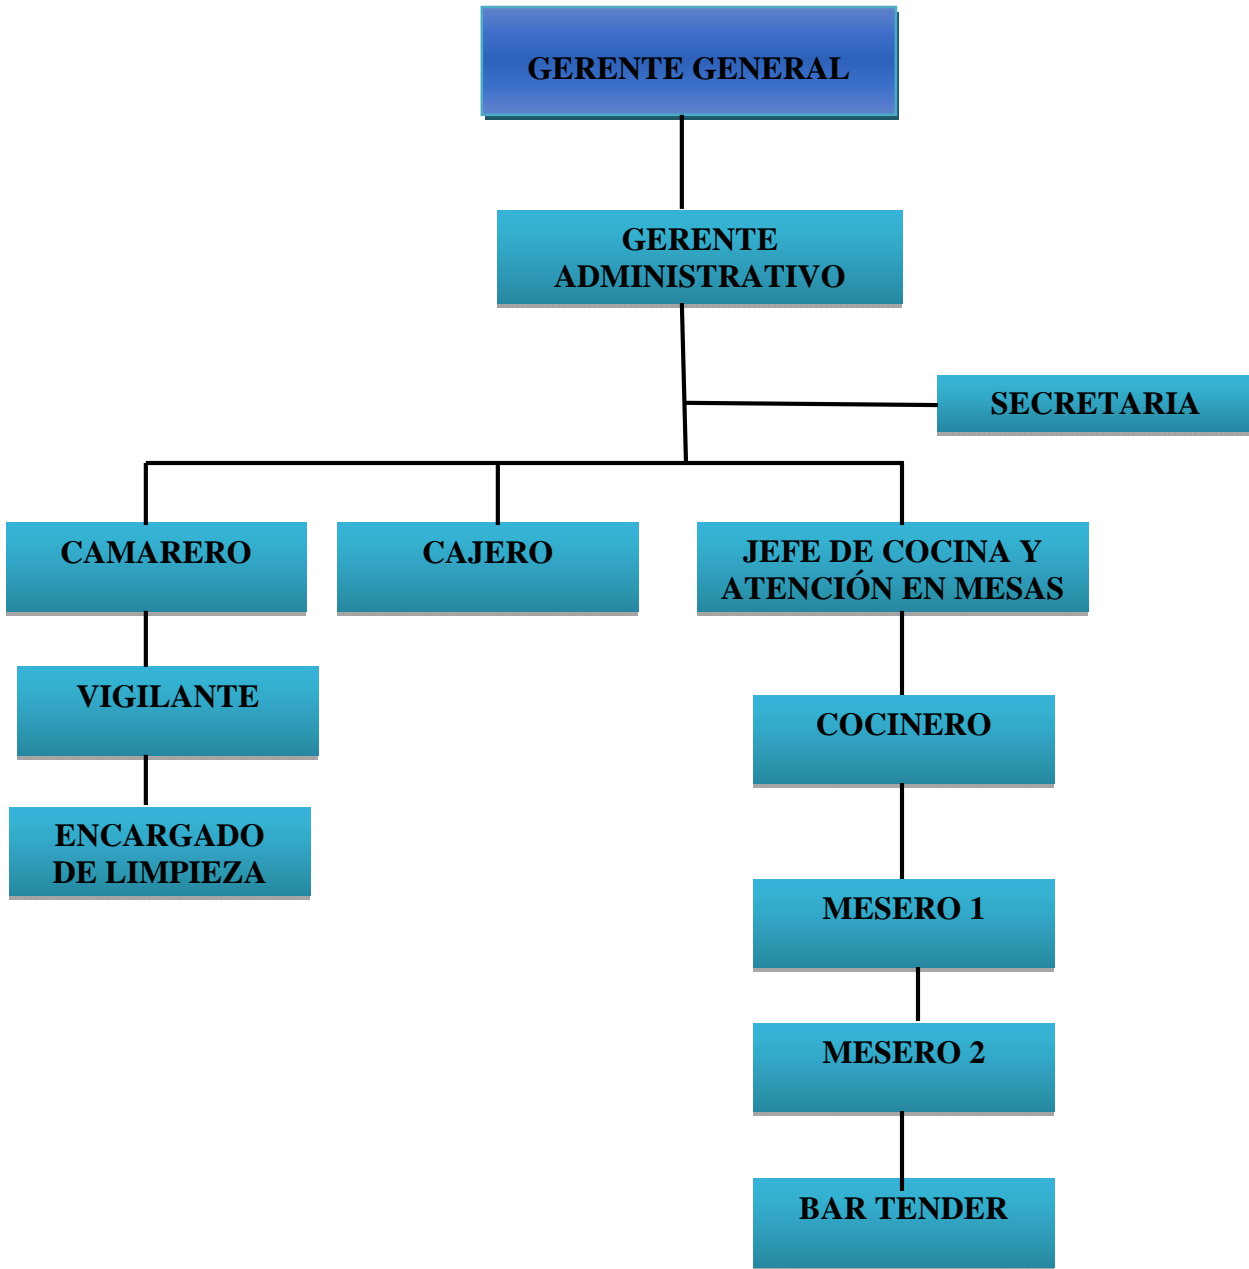 GERENTE GENERAL
GERENTE
ADMINISTRATIVO
SECRETARIA
CAMARERO
CAJERO
JEFE DE COCINA Y
ATENCIÓN EN MESAS
VIGILANTE
COCINERO
ENCARGADO
DE LIMPIEZA
MESERO 1
MESERO 2
BAR TENDER